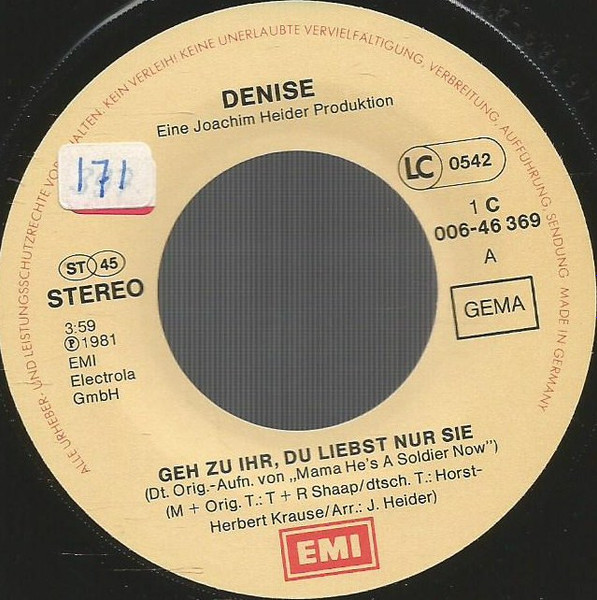 ALLE URHEBER- UND LEISTUNGSSCHUTZRECHTE VORBEHALTEN. KEIN VERLEIH! KEINE UNERLAUBTE VERVIELFÄLTIGUNG, VERBREITUNG, AUFFÜHRUNG, SENDUNG. MADE IN GERMANY
DENISE
Eine Joachim Heider Produktion
171
LC 0542
1 C
006-46 369
A
GEMA
ST 45
STEREO
3:59
Ⓟ 1981
EMI
Electrola
GmbH
GEH ZU IHR, DU LIEBST NUR SIE
(Dt. Orig.-Aufn. von „Mama He's A Soldier Now")
(M + Orig. T.: T + R Shaap/dtsch. T.: Horst-
Herbert Krause/Arr.: J. Heider)
EMI